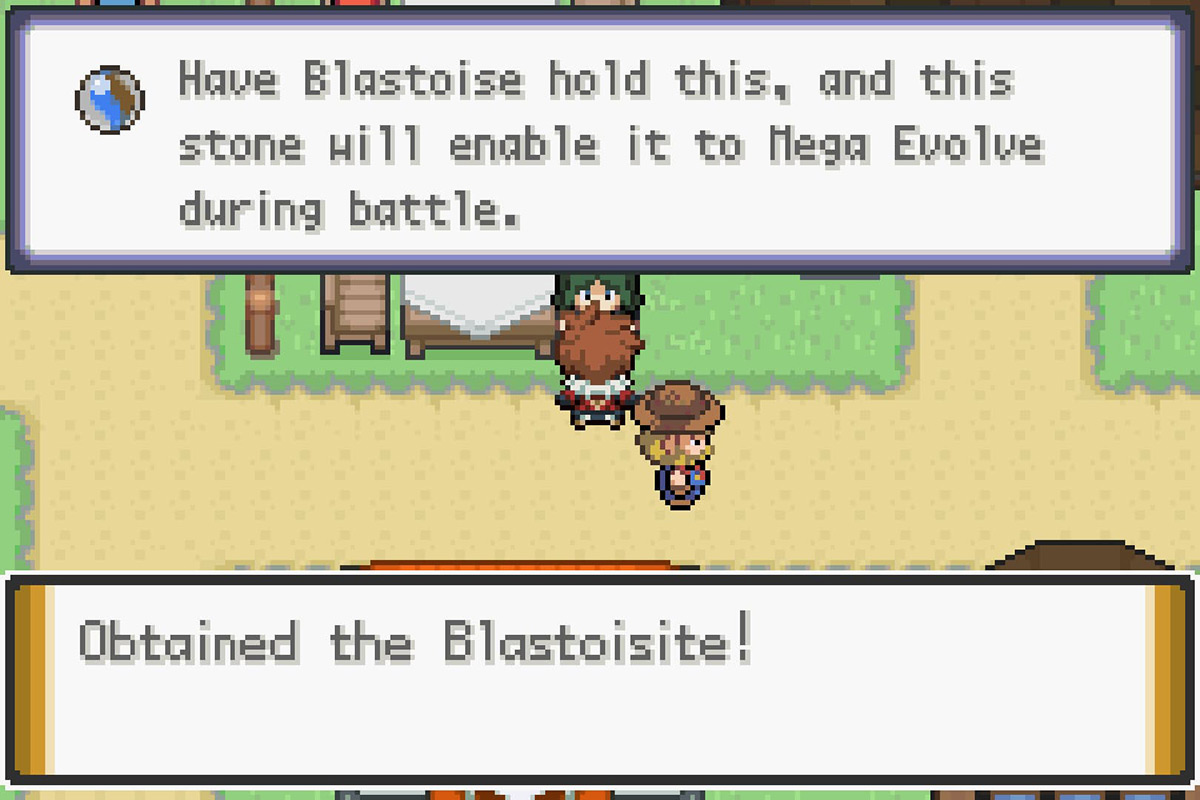 Have Blastoise hold this, and this
stone will enable it to Mega Evolve
during battle.
Obtained the Blastoisite!